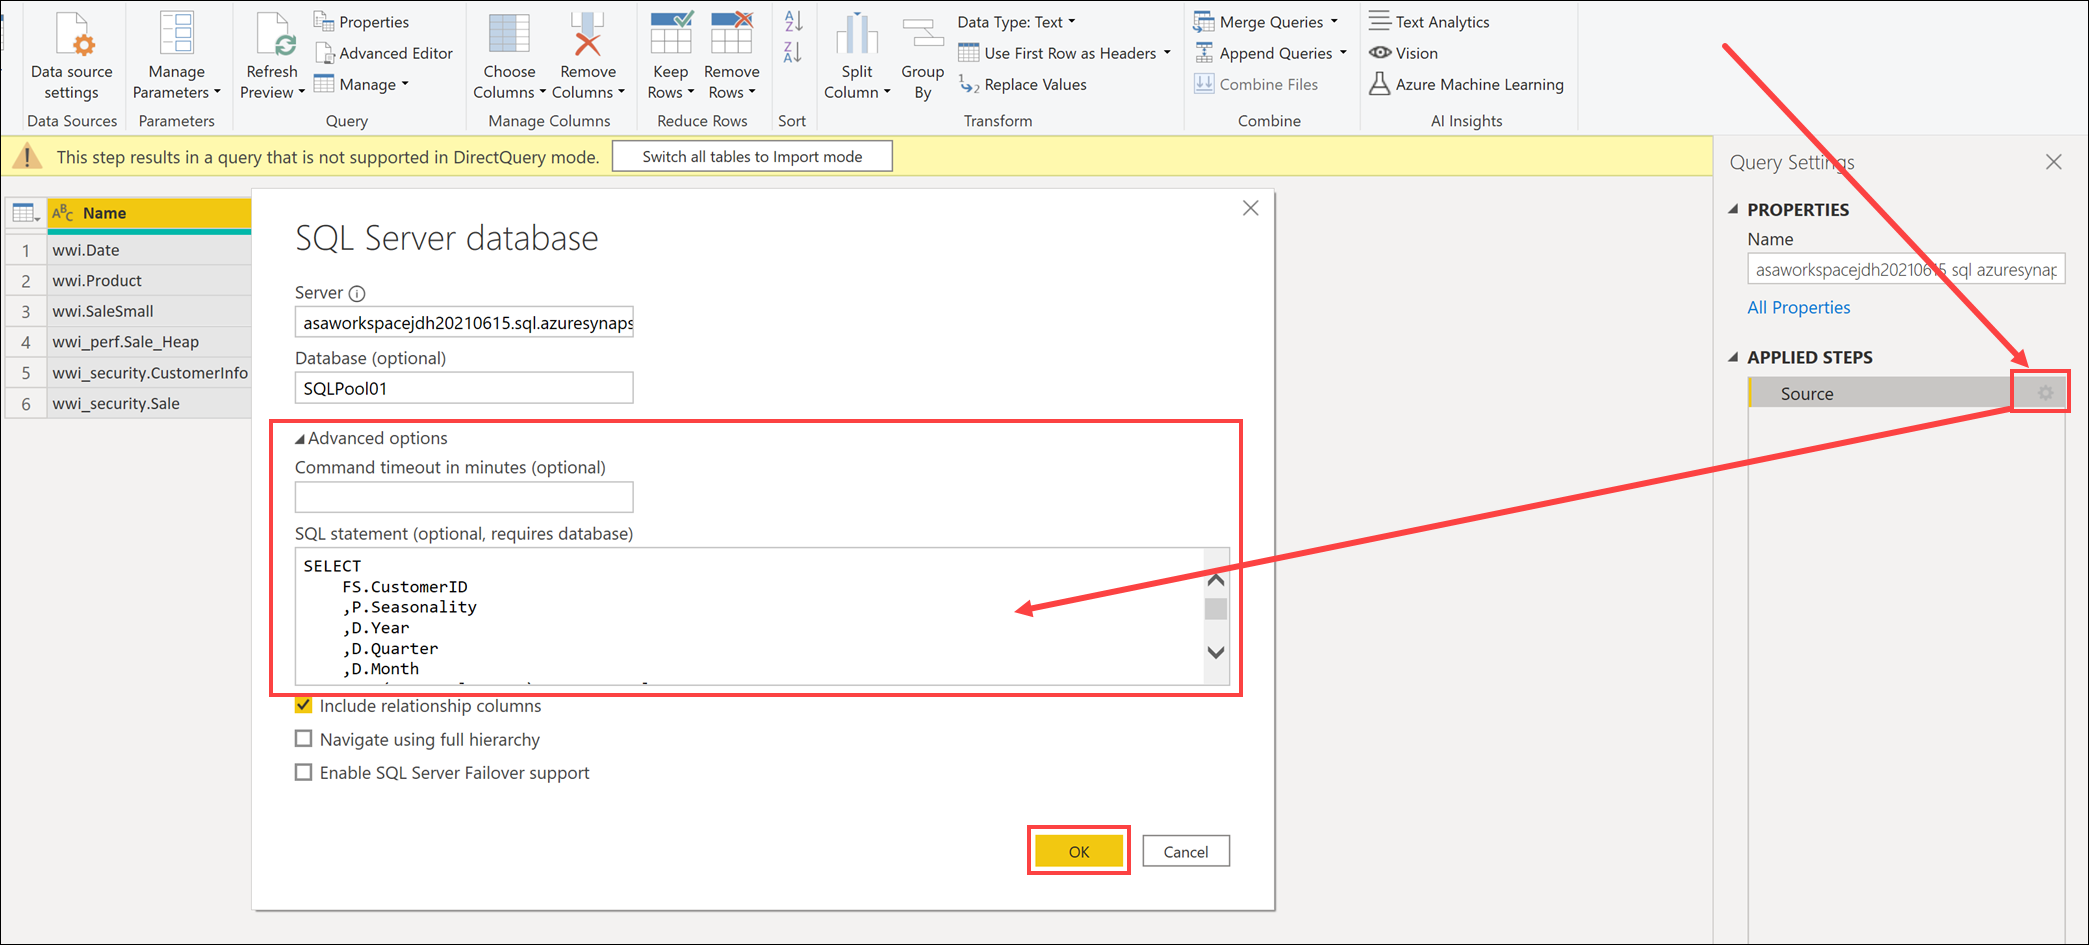 Data source settings
Data Sources
Manage Parameters
Parameters
Refresh Preview
Properties
Advanced Editor
Manage
Query
Choose Columns
Remove Columns
Manage Columns
Keep Rows
Remove Rows
Reduce Rows
A Z
Z A
Sort
Split Column
Group By
Data Type: Text
Use First Row as Headers
1 2 Replace Values
Transform
Merge Queries
Append Queries
Combine Files
Combine
Text Analytics
Vision
Azure Machine Learning
AI Insights
This step results in a query that is not supported in DirectQuery mode.
Switch all tables to Import mode
ABC Name
1 wwi.Date
2 wwi.Product
3 wwi.SaleSmall
4 wwi_perf.Sale_Heap
5 wwi_security.CustomerInfo
6 wwi_security.Sale
SQL Server database
Server
asaworkspacejdh20210615.sql.azuresynaps
Database (optional)
SQLPool01
Advanced options
Command timeout in minutes (optional)
SQL statement (optional, requires database)
SELECT
FS.CustomerID
,P.Seasonality
,D.Year
,D.Quarter
,D.Month
Include relationship columns
Navigate using full hierarchy
Enable SQL Server Failover support
OK
Cancel
Query Settings
PROPERTIES
Name
asaworkspacejdh20210615 sql azuresynap
All Properties
APPLIED STEPS
Source